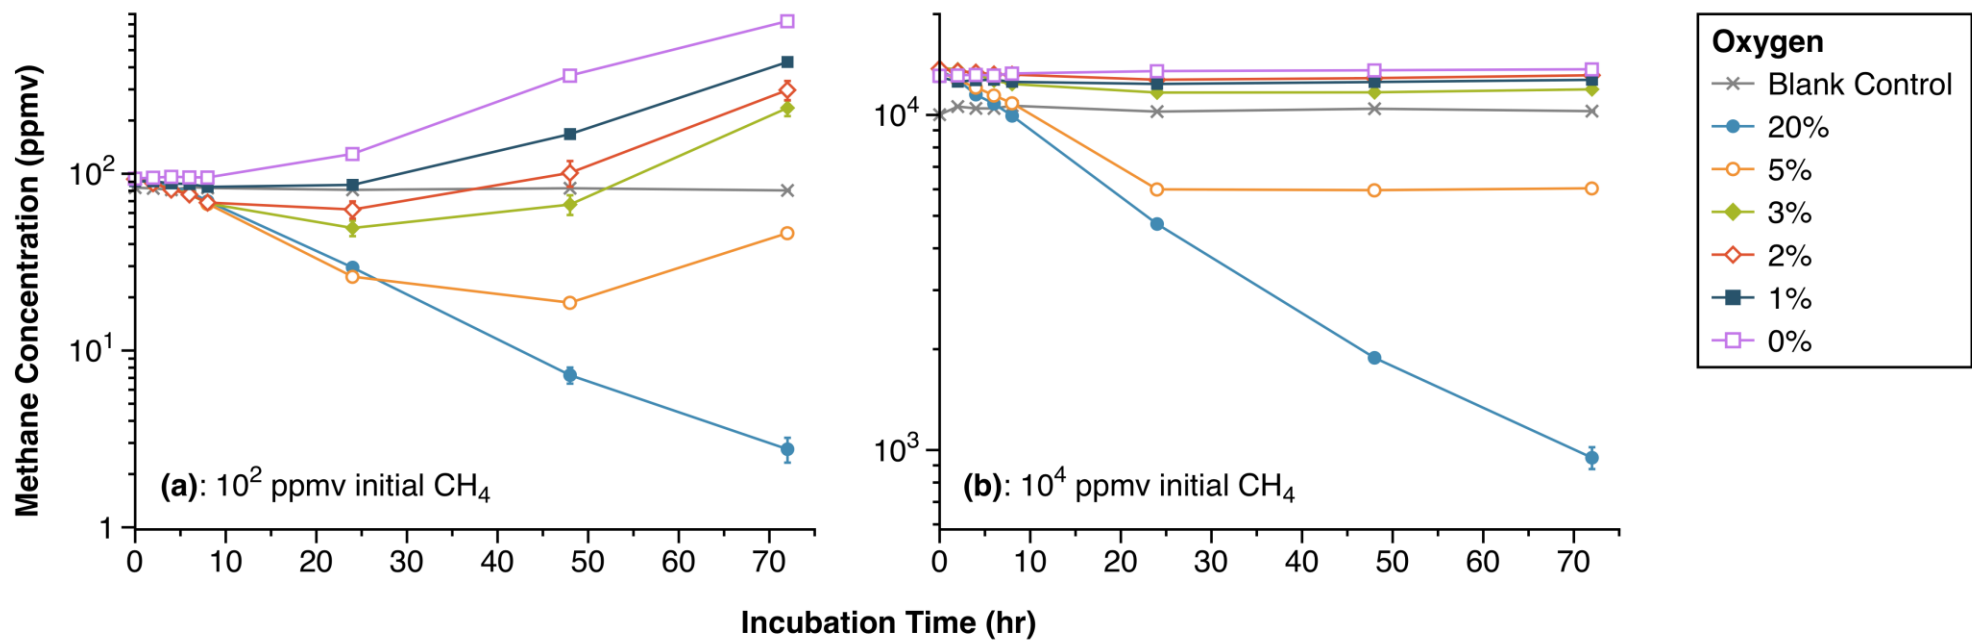 Methane Concentration (ppmv)
10²
10¹
1
0 10 20 30 40 50 60 70
(a): 10² ppmv initial CH₄
10⁴
10³
0 10 20 30 40 50 60 70
(b): 10⁴ ppmv initial CH₄
Incubation Time (hr)
Oxygen
Blank Control
20%
5%
3%
2%
1%
0%